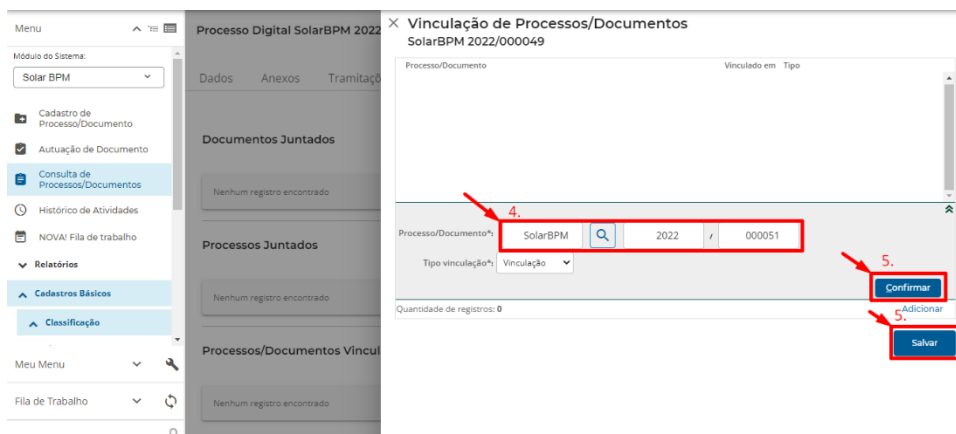 Menu
Módulo do Sistema:
Solar BPM
Cadastro de
Processo/Documento
Autuação de Documento
Consulta de
Processos/Documentos
Histórico de Atividades
NOVA! Fila de trabalho
Relatórios
Cadastros Básicos
Classificação
Meu Menu
Fila de Trabalho
Processo Digital SolarBPM 2022
Dados Anexos Tramitaçõ
Documentos Juntados
Nenhum registro encontrado
Processos Juntados
Nenhum registro encontrado
Processos/Documentos Vincul
Nenhum registro encontrado
Vinculação de Processos/Documentos
SolarBPM 2022/000049
Processo/Documento Vinculado em Tipo
4.
Processo/Documento*: SolarBPM 2022 / 000051
Tipo vinculação*: Vinculação
5.
Confirmar
Quantidade de registros: 0 Adicionar
5.
Salvar